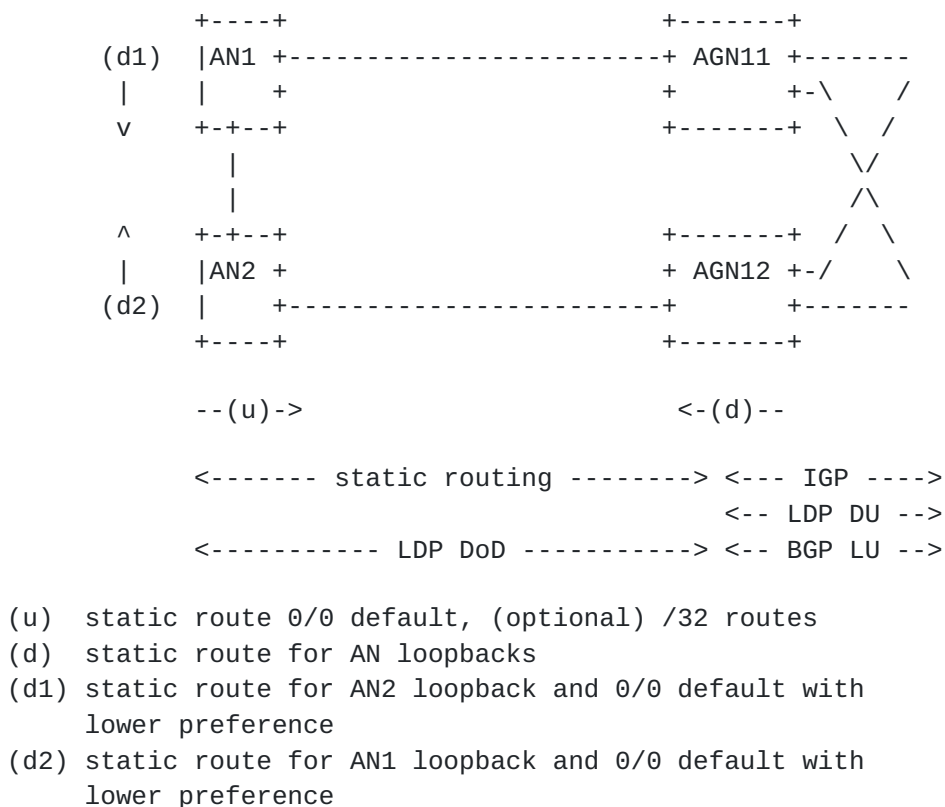 +----+                       +-------+
      (d1)  |AN1 +-----------------------+ AGN11 +-------
       |    |    +                       +       +-\    /
       v    +-+--+                       +-------+  \  /
              |                                      \/
              |                                      /\
       ^    +-+--+                       +-------+  /  \
       |    |AN2 +                       + AGN12 +-/    \
      (d2)  |    +-----------------------+       +-------
            +----+                       +-------+

            --(u)->                       <-(d)--

            <------- static routing --------> <--- IGP ---->
                                             <-- LDP DU -->
            <----------- LDP DoD -----------> <-- BGP LU -->

(u)  static route 0/0 default, (optional) /32 routes
(d)  static route for AN loopbacks
(d1) static route for AN2 loopback and 0/0 default with
     lower preference
(d2) static route for AN1 loopback and 0/0 default with
     lower preference